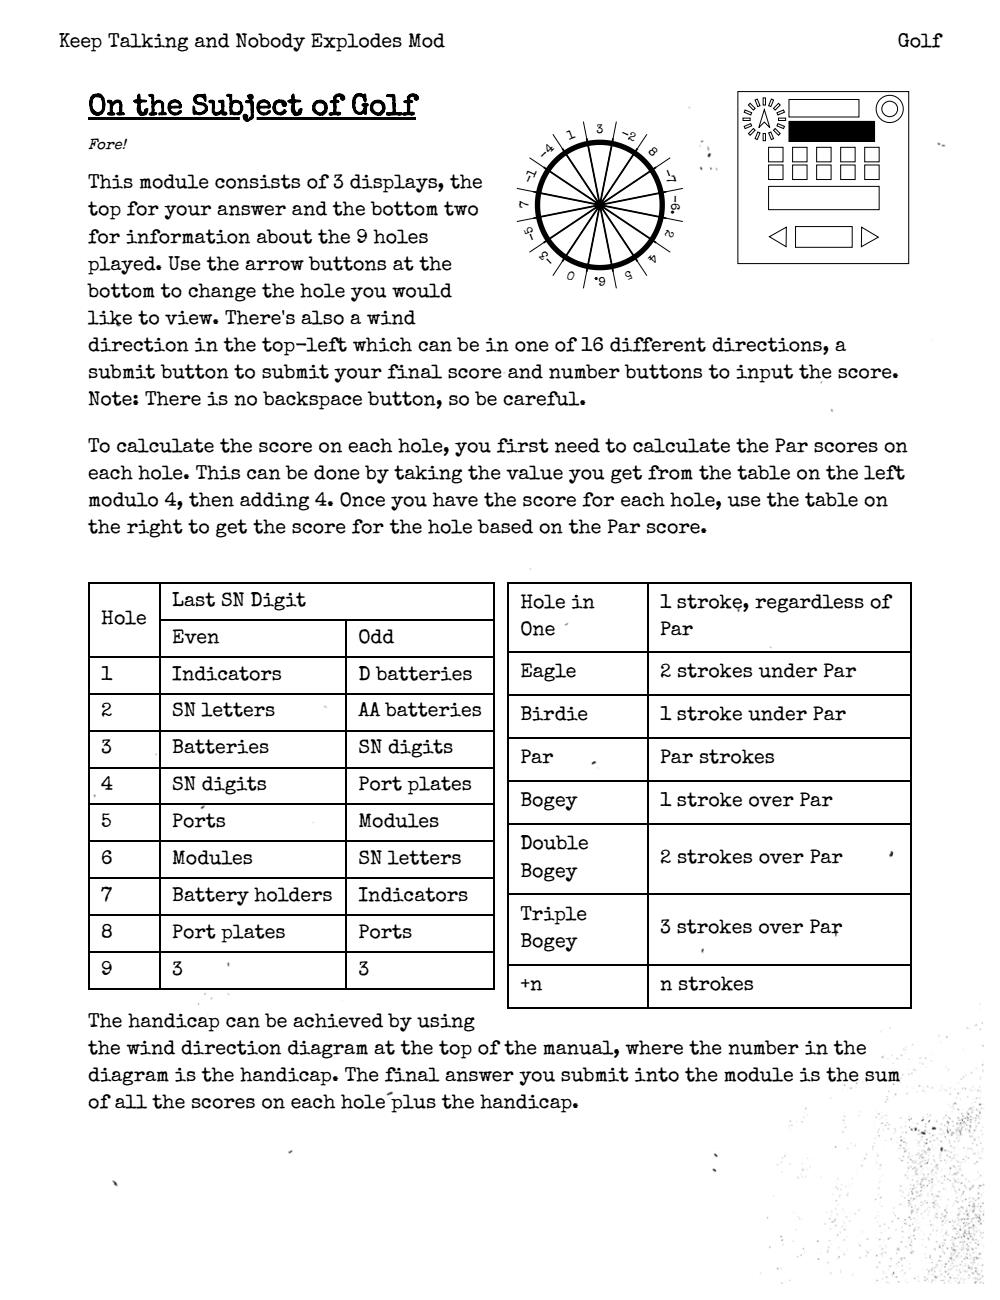 Keep Talking and Nobody Explodes Mod
Golf
On the Subject of Golf
Fore!
3
-2
8
-7
-6.
2
4
5
6.
0
-3
-5
7
-1
-4
1
This module consists of 3 displays, the
top for your answer and the bottom two
for information about the 9 holes
played. Use the arrow buttons at the
bottom to change the hole you would
like to view. There's also a wind
direction in the top-left which can be in one of 16 different directions, a
submit button to submit your final score and number buttons to input the score.
Note: There is no backspace button, so be careful.
To calculate the score on each hole, you first need to calculate the Par scores on
each hole. This can be done by taking the value you get from the table on the left
modulo 4, then adding 4. Once you have the score for each hole, use the table on
the right to get the score for the hole based on the Par score.
Hole
Last SN Digit
Even
Odd
1 Indicators D batteries
2 SN letters AA batteries
3 Batteries SN digits
4 SN digits Port plates
5 Ports Modules
6 Modules SN letters
7 Battery holders Indicators
8 Port plates Ports
9 3 3
Hole in
One
1 stroke, regardless of
Par
Eagle 2 strokes under Par
Birdie 1 stroke under Par
Par Par strokes
Bogey 1 stroke over Par
Double
Bogey
2 strokes over Par
Triple
Bogey
3 strokes over Par
+n n strokes
The handicap can be achieved by using
the wind direction diagram at the top of the manual, where the number in the
diagram is the handicap. The final answer you submit into the module is the sum
of all the scores on each hole plus the handicap.